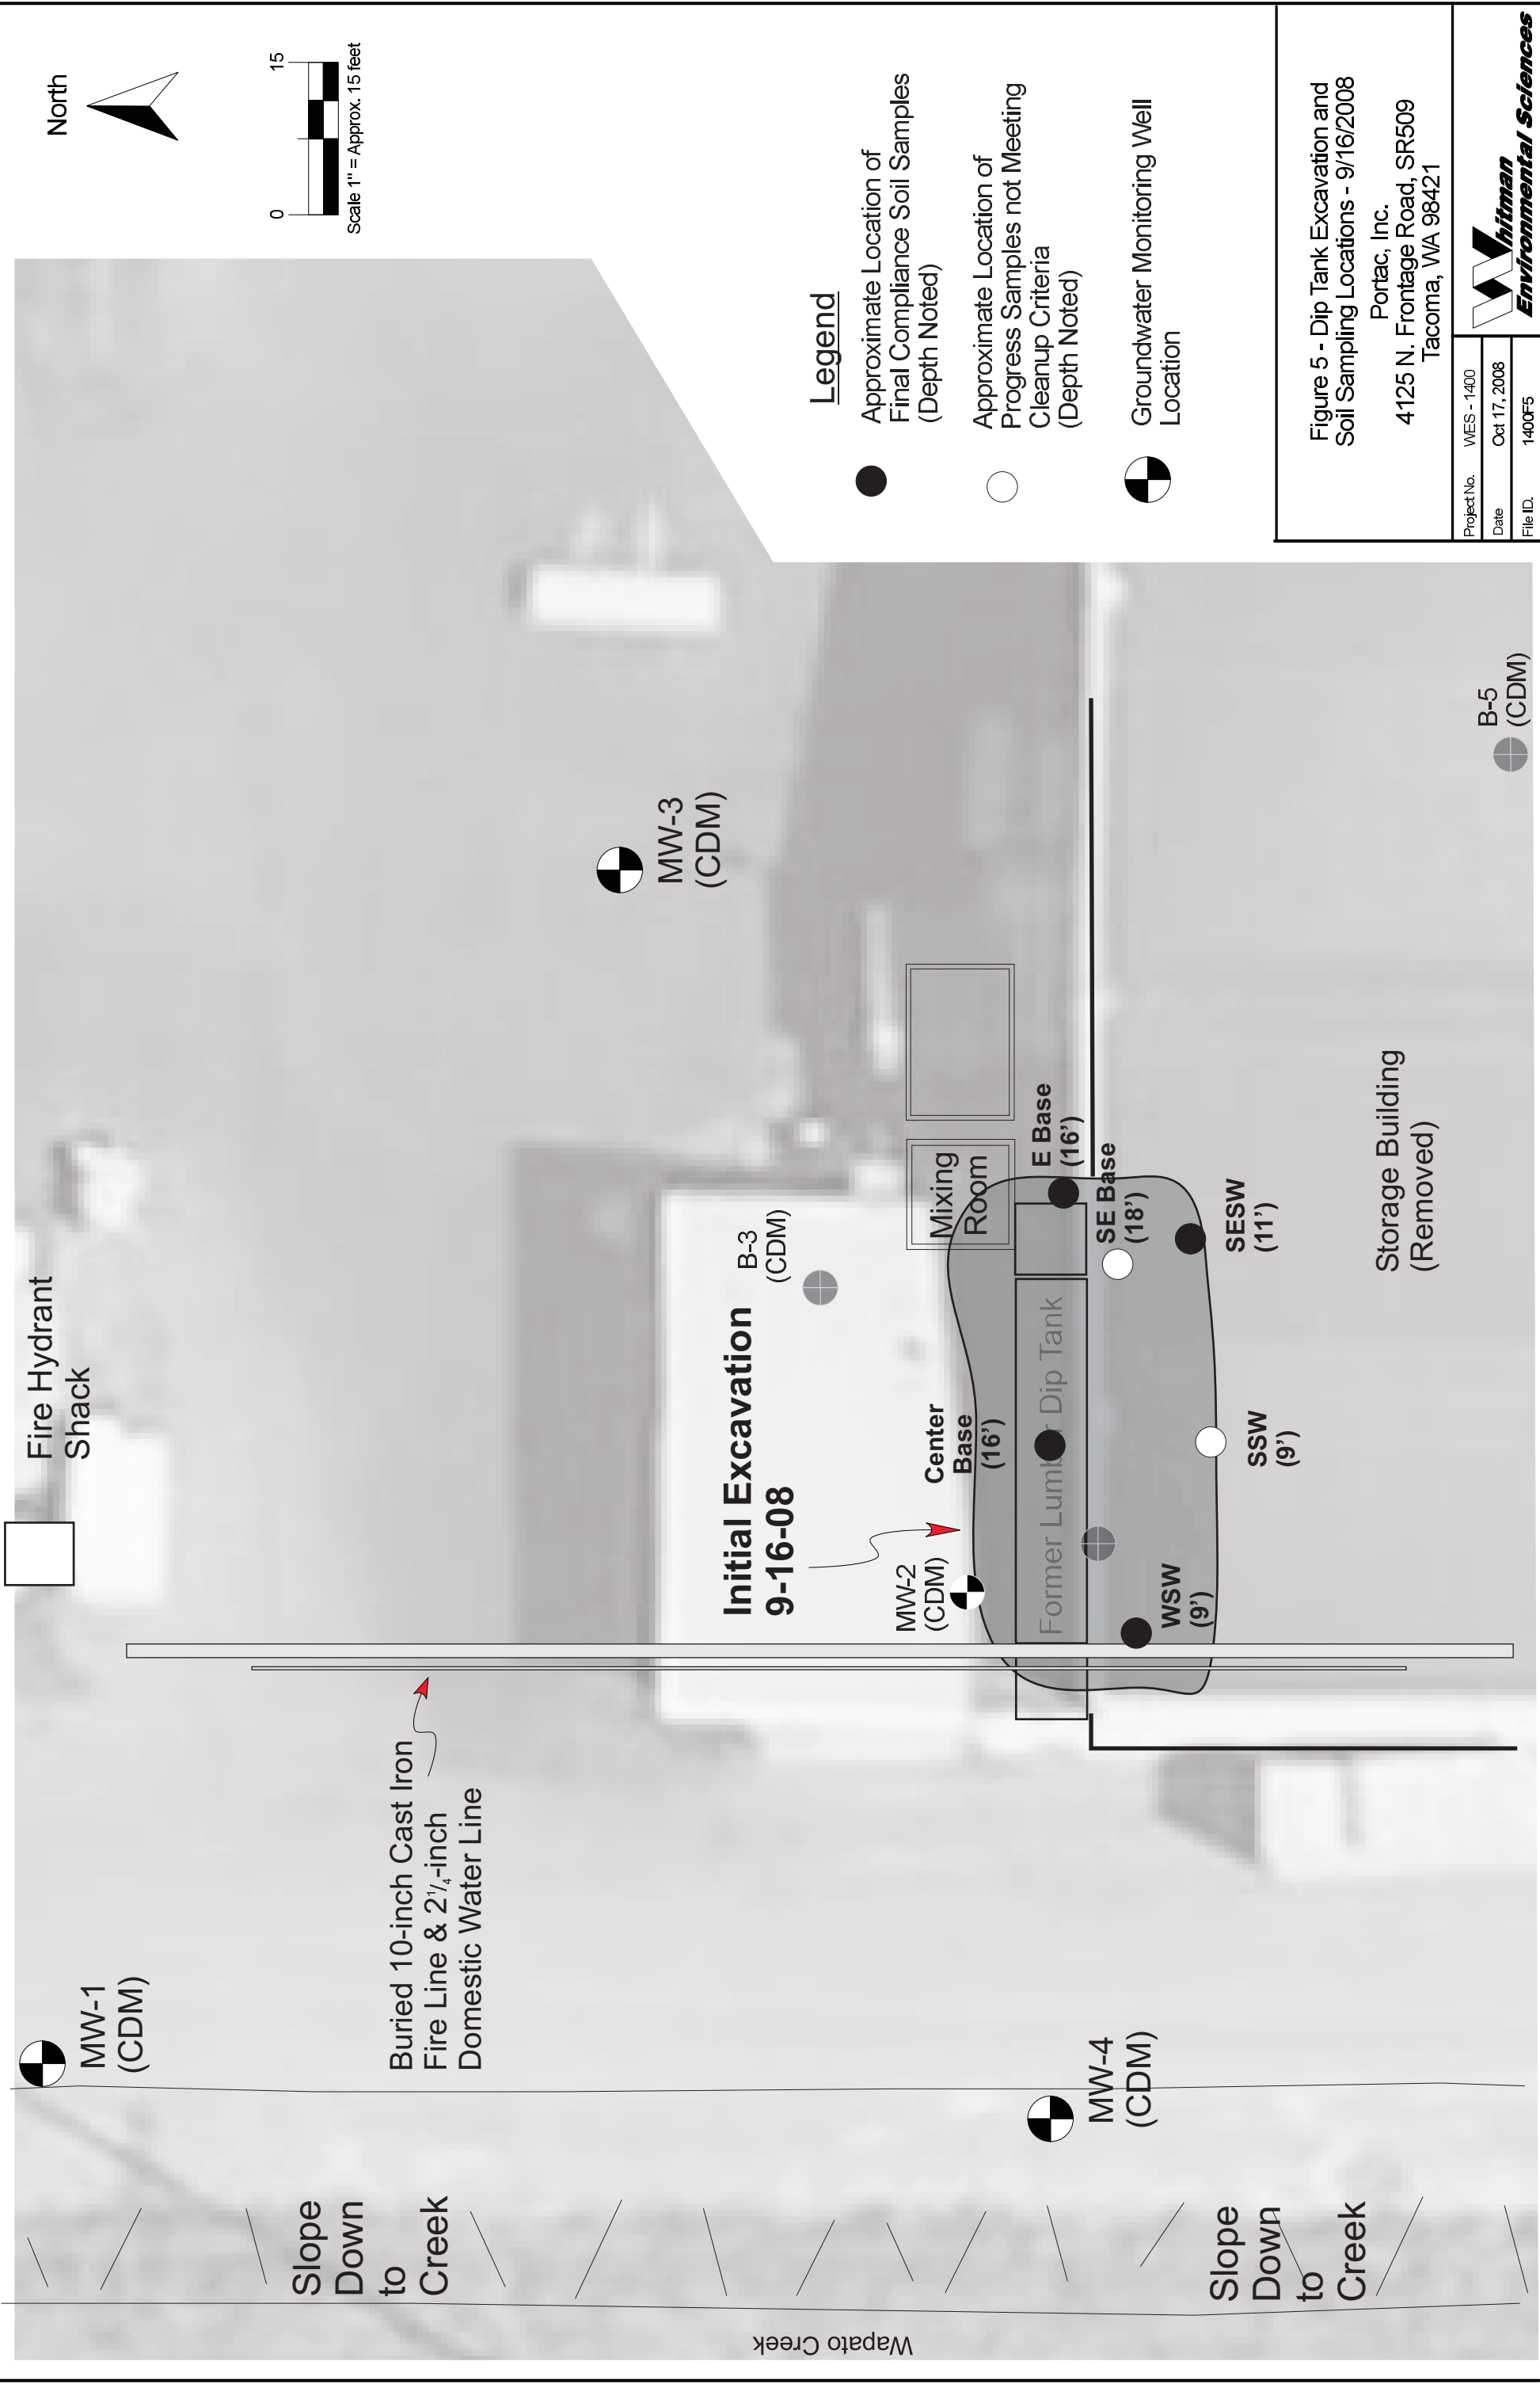 North
0
15
Scale 1" = Approx. 15 feet
Fire Hydrant
Shack
MW-1
(CDM)
Buried 10-inch Cast Iron
Fire Line & 2 1/4-inch
Domestic Water Line
MW-3
(CDM)
Initial Excavation
9-16-08
B-3
(CDM)
MW-2
(CDM)
Center
Base
(16')
Mixing
Room
E Base
(16')
Former Lumber Dip Tank
SE Base
(18')
WSW
(9')
SSW
(9')
SESW
(11')
Storage Building
(Removed)
B-5
(CDM)
MW-4
(CDM)
Slope
Down
to
Creek
Slope
Down
to
Creek
Wapato Creek
Legend
Approximate Location of
Final Compliance Soil Samples
(Depth Noted)
Approximate Location of
Progress Samples not Meeting
Cleanup Criteria
(Depth Noted)
Groundwater Monitoring Well
Location
Figure 5 - Dip Tank Excavation and
Soil Sampling Locations - 9/16/2008
Portac, Inc.
4125 N. Frontage Road, SR509
Tacoma, WA 98421
Project No. WES - 1400
Date Oct 17, 2008
File ID. 1400F5
Whitman
Environmental Sciences